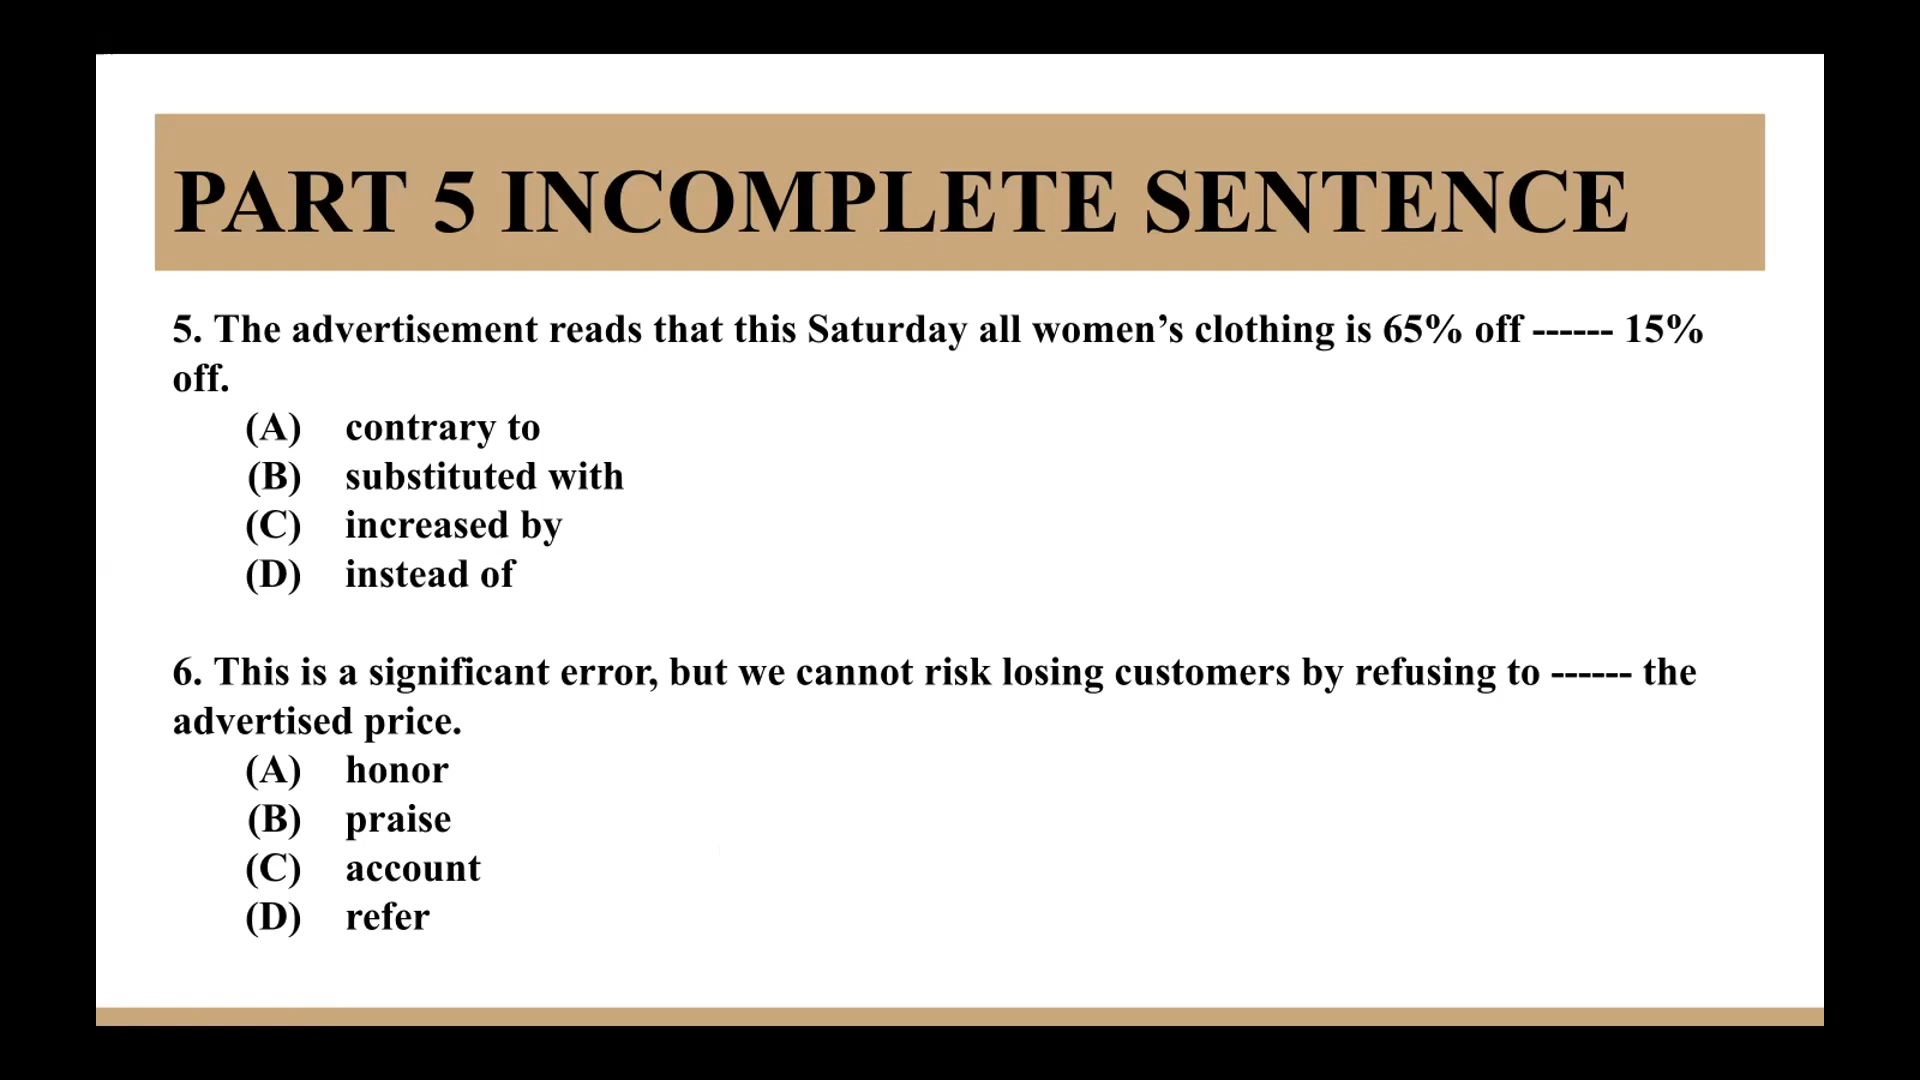 PART 5 INCOMPLETE SENTENCE
5. The advertisement reads that this Saturday all women’s clothing is 65% off ------ 15%
off.
(A) contrary to
(B) substituted with
(C) increased by
(D) instead of
6. This is a significant error, but we cannot risk losing customers by refusing to ------ the
advertised price.
(A) honor
(B) praise
(C) account
(D) refer